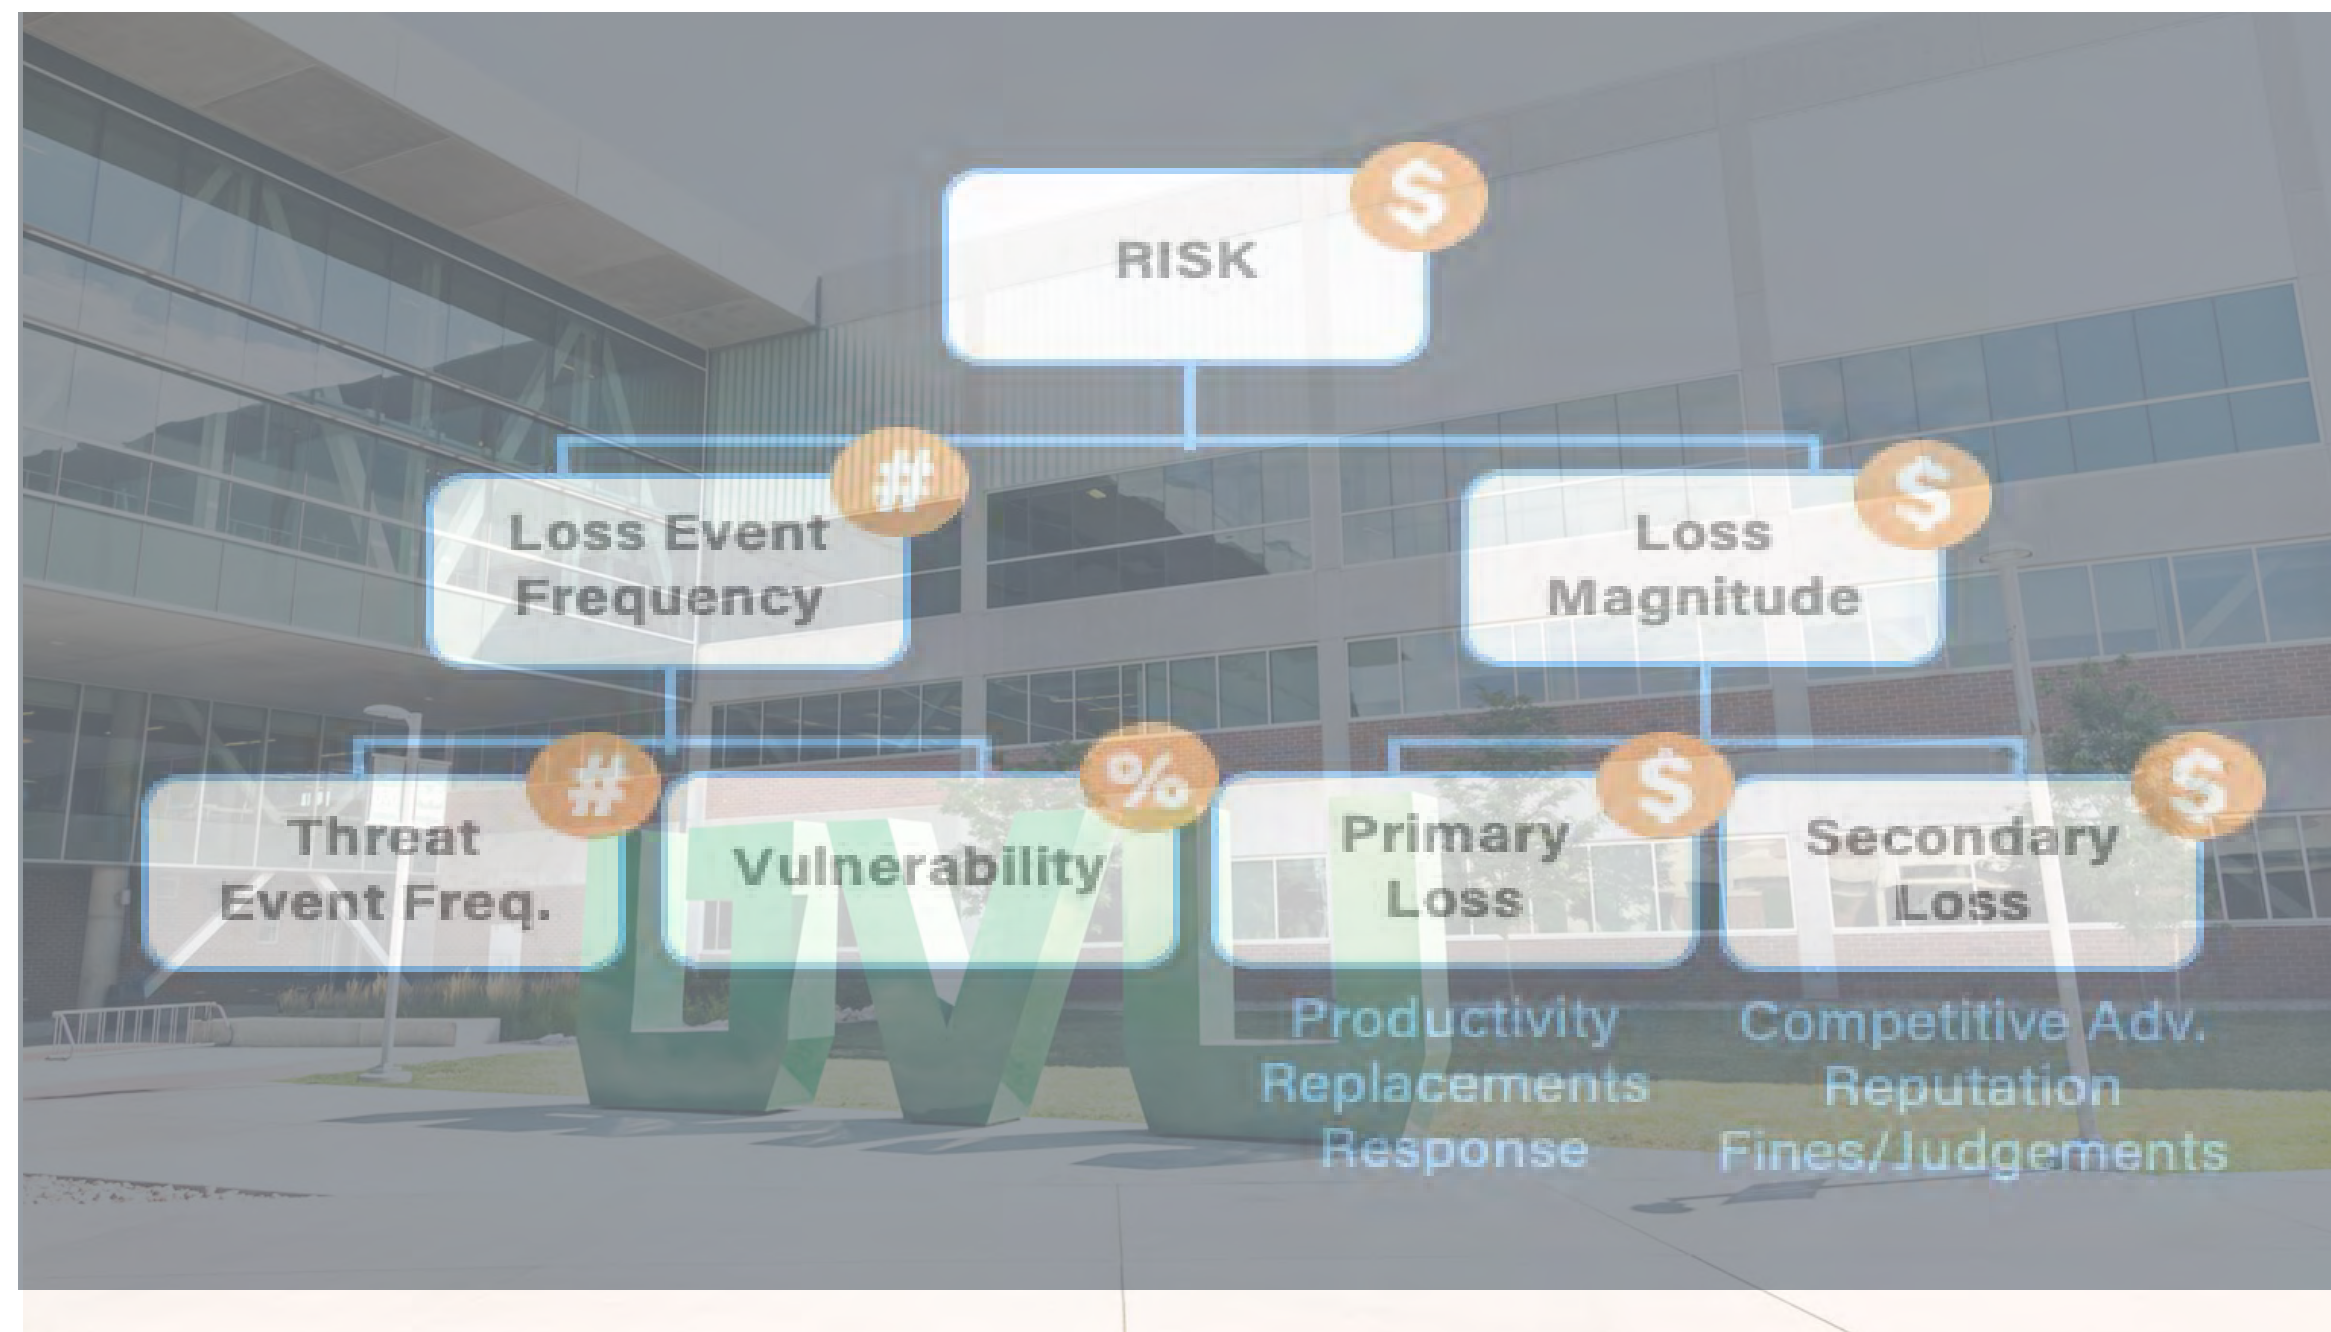 RISK
$
#
$
Loss Event
Frequency
Loss
Magnitude
#
%
$
$
Threat
Event Freq.
Vulnerability
Primary
Loss
Secondary
Loss
UVU
Productivity
Replacements
Response
Competitive Adv.
Reputation
Fines/Judgements